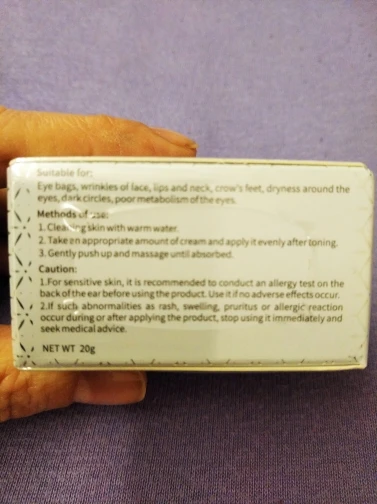 Suitable for:
Eye bags, wrinkles of lace, lips and neck, crow's feet, dryness around the
eyes, dark circles, poor metabolism of the eyes.
Methods of use:
1. Cleaning skin with warm water.
2. Take en appropriate amount of cream and apply it evenly after toning.
3. Gently push up and massage until absorbed.
Caution:
1.For sensitive skin, it is recommended to conduct an allergy test on the
back of the ear before using the product. Use it if no adverse effects occur.
2.If such abnormalities as rash, swelling, pruritus or allergic reaction
occur during or after applying the product, stop using it immediately and
seek medical advice.
NET WT 20g